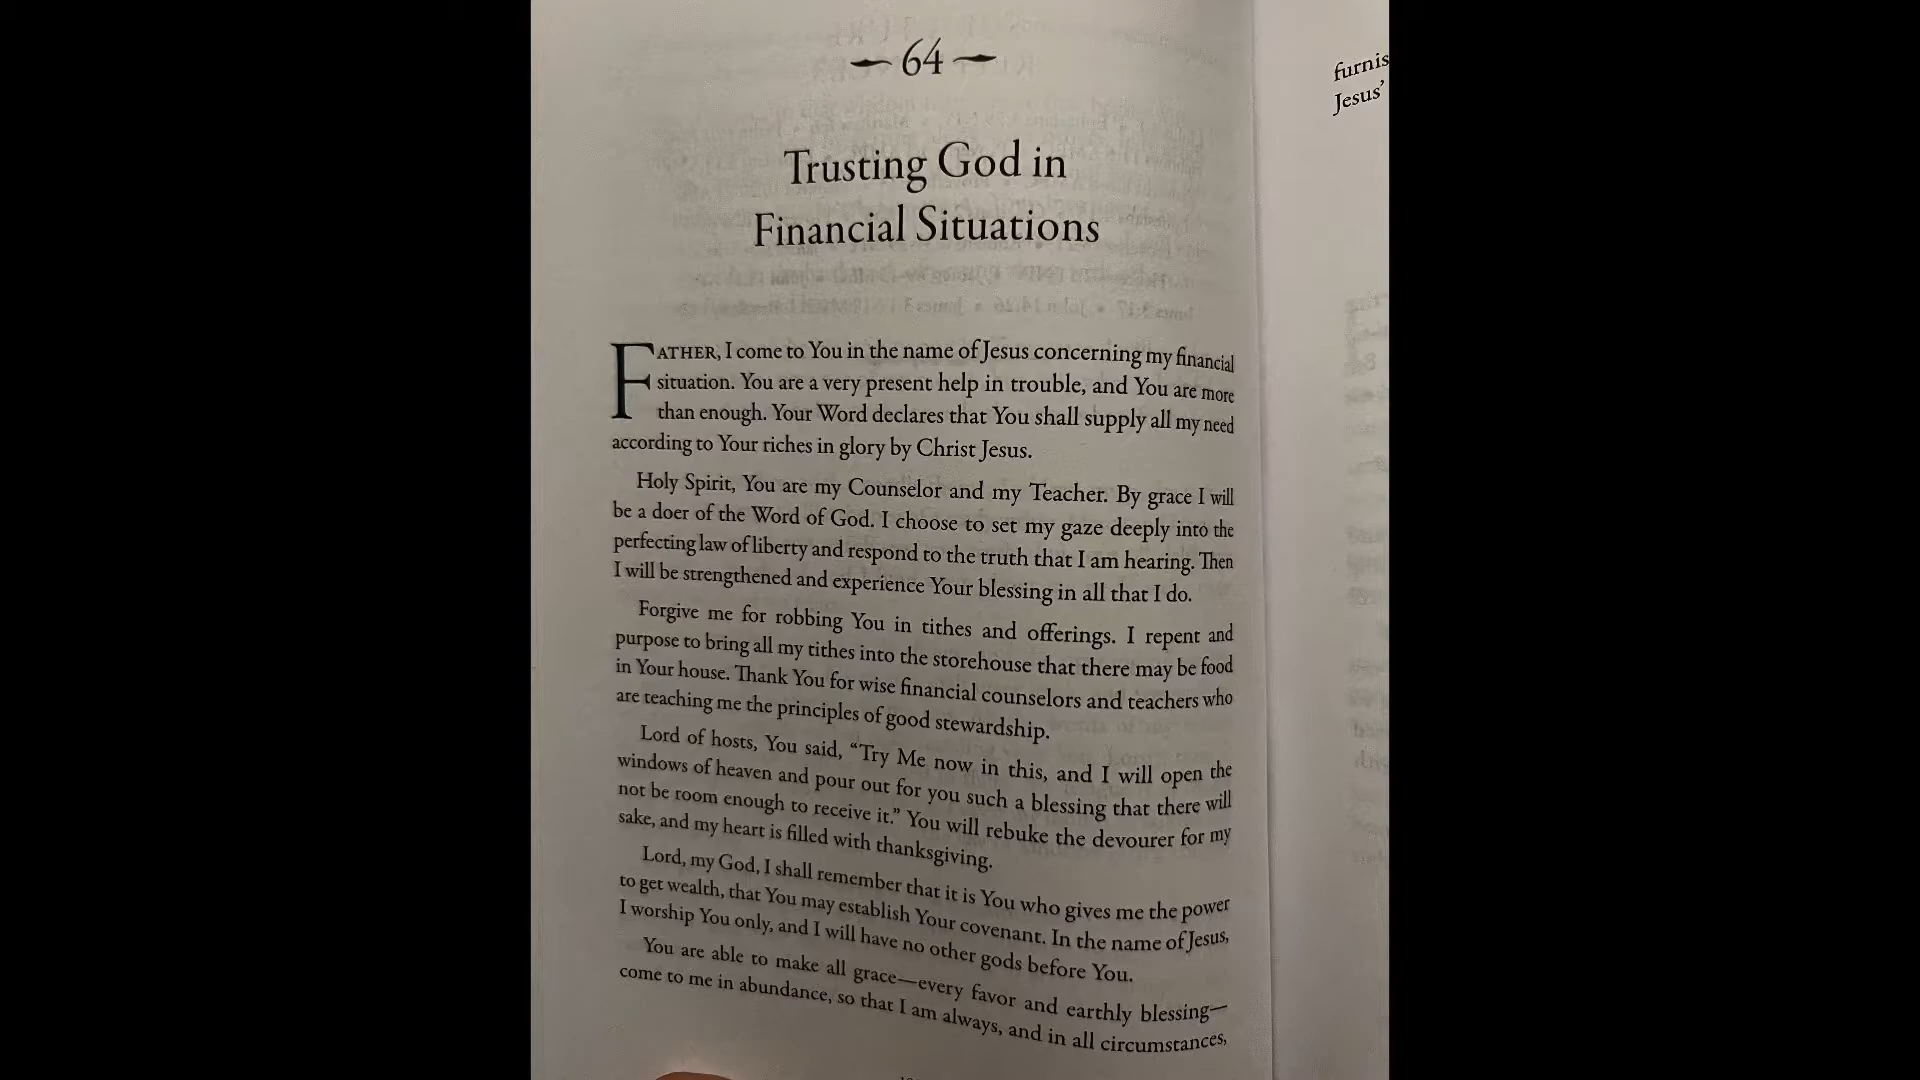 64
Trusting God in
Financial Situations
FATHER, I come to You in the name of Jesus concerning my financial
situation. You are a very present help in trouble, and You are more
than enough. Your Word declares that You shall supply all my need
according to Your riches in glory by Christ Jesus.
Holy Spirit, You are my Counselor and my Teacher. By grace I will
be a doer of the Word of God. I choose to set my gaze deeply into the
perfecting law of liberty and respond to the truth that I am hearing. Then
I will be strengthened and experience Your blessing in all that I do.
Forgive me for robbing You in tithes and offerings. I repent and
purpose to bring all my tithes into the storehouse that there may be food
in Your house. Thank You for wise financial counselors and teachers who
are teaching me the principles of good stewardship.
Lord of hosts, You said, “Try Me now in this, and I will open the
windows of heaven and pour out for you such a blessing that there will
not be room enough to receive it.” You will rebuke the devourer for my
sake, and my heart is filled with thanksgiving.
Lord, my God, I shall remember that it is You who gives me the power
to get wealth, that You may establish Your covenant. In the name of Jesus,
I worship You only, and I will have no other gods before You.
You are able to make all grace—every favor and earthly blessing—
come to me in abundance, so that I am always, and in all circumstances,
furnis
Jesus’